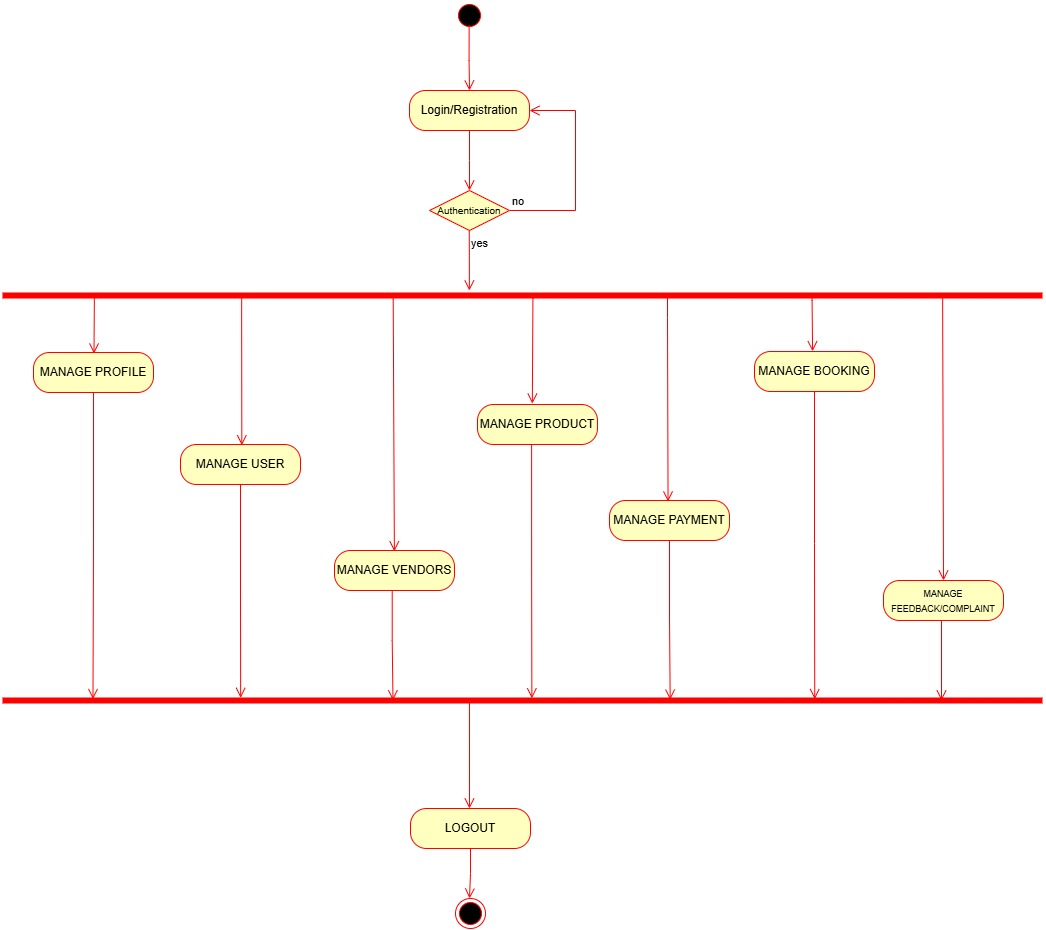 Login/Registration
Authentication
no
yes
MANAGE PROFILE
MANAGE BOOKING
MANAGE PRODUCT
MANAGE USER
MANAGE PAYMENT
MANAGE VENDORS
MANAGE
FEEDBACK/COMPLAINT
LOGOUT